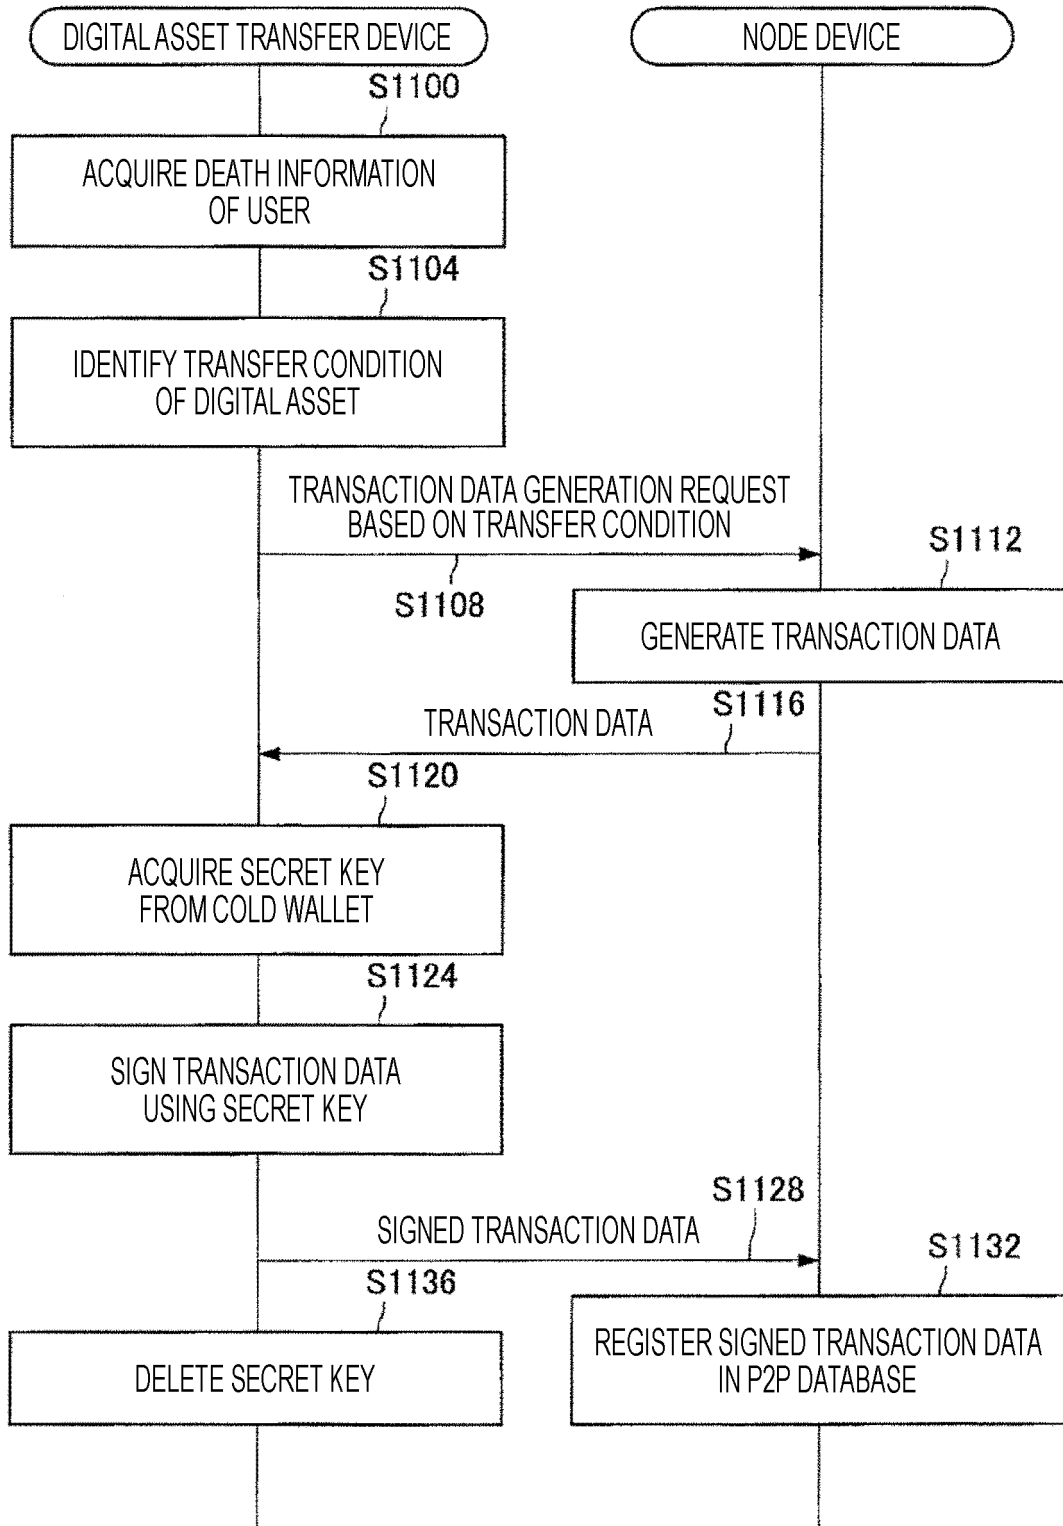 DIGITAL ASSET TRANSFER DEVICE
NODE DEVICE
S1100
ACQUIRE DEATH INFORMATION
OF USER
S1104
IDENTIFY TRANSFER CONDITION
OF DIGITAL ASSET
TRANSACTION DATA GENERATION REQUEST
BASED ON TRANSFER CONDITION
S1108
S1112
GENERATE TRANSACTION DATA
TRANSACTION DATA
S1116
S1120
ACQUIRE SECRET KEY
FROM COLD WALLET
S1124
SIGN TRANSACTION DATA
USING SECRET KEY
SIGNED TRANSACTION DATA
S1128
S1132
REGISTER SIGNED TRANSACTION DATA
IN P2P DATABASE
S1136
DELETE SECRET KEY